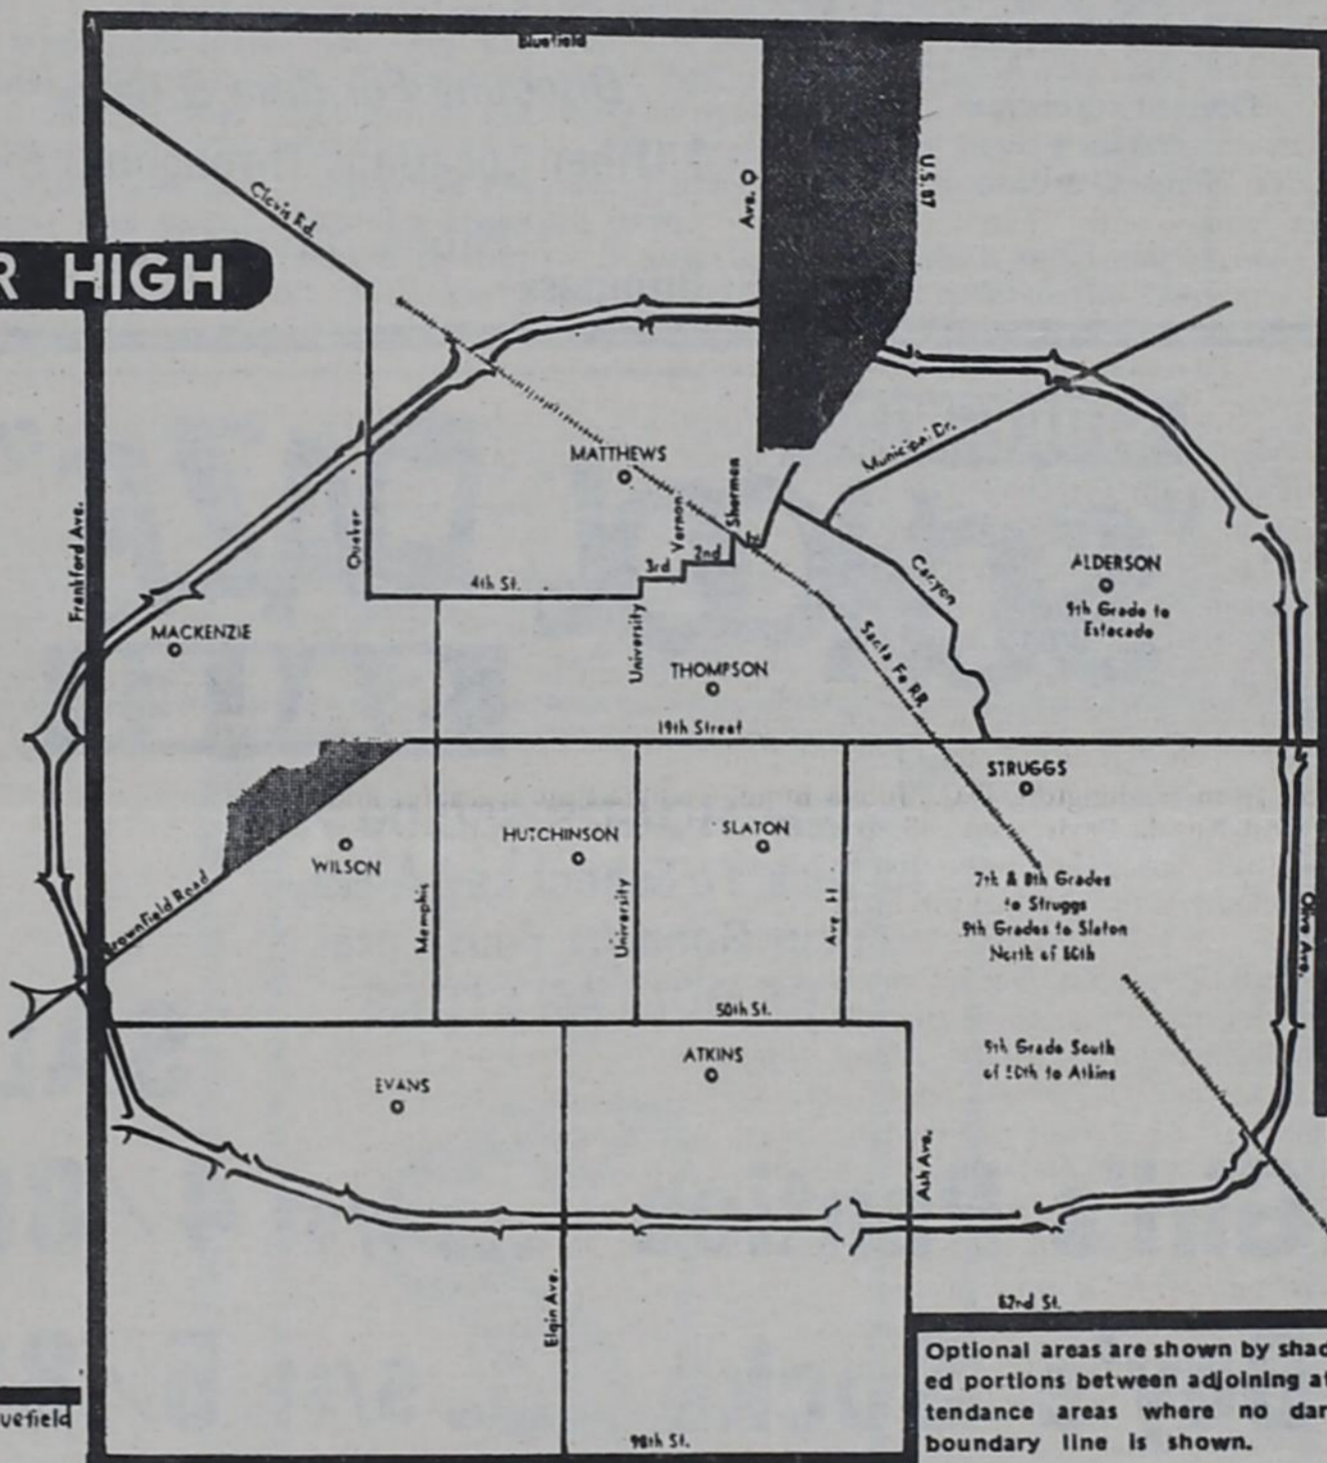 Bluefield
Clovis Rd.
Ave. Q
U.S. 87
R HIGH
Municipal Dr.
MATTHEWS
Sherman
Vernon
Quaker
Frankford Ave.
3rd
2nd
4th St.
Canyon
ALDERSON
9th Grade to
Estacado
MACKENZIE
University
THOMPSON
Santa Fe RR
19th Street
STRUGGS
HUTCHINSON
SLATON
WILSON
Brownfield Road
Memphis
University
Ave H
7th & 8th Grades
to Struggs
9th Grades to Slaton
North of 50th
Olive Ave.
50th St.
EVANS
ATKINS
9th Grade South
of 50th to Atkins
Ash Ave.
Elgin Ave.
82nd St.
98th St.
uefield
Optional areas are shown by shad
ed portions between adjoining at
tendance areas where no dar
boundary line is shown.